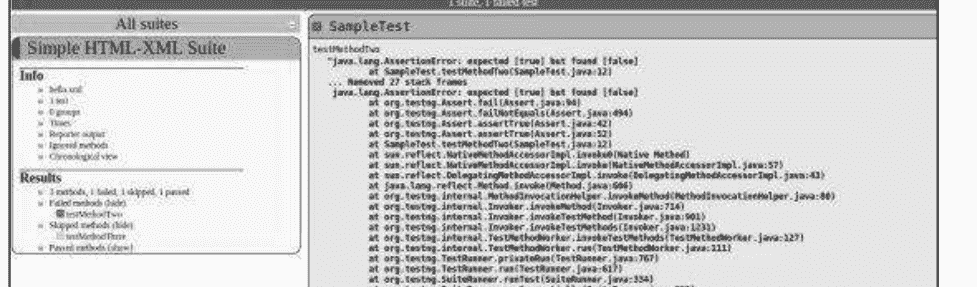 1 suite, 1 failed test
All suites
Simple HTML-XML Suite
Info
hello.xml
1 test
0 groups
Times
Reporter output
Ignored methods
Chronological view
Results
3 methods, 1 failed, 1 skipped, 1 passed
Failed methods (hide)
testMethodTwo
Skipped methods (hide)
testMethodThree
Passed methods (show)
SampleTest
testMethodTwo
"java.lang.AssertionError: expected [true] but found [false]
at SampleTest.testMethodTwo(SampleTest.java:12)
... Removed 27 stack frames
java.lang.AssertionError: expected [true] but found [false]
at org.testng.Assert.fail(Assert.java:94)
at org.testng.Assert.failNotEquals(Assert.java:494)
at org.testng.Assert.assertTrue(Assert.java:42)
at org.testng.Assert.assertTrue(Assert.java:52)
at SampleTest.testMethodTwo(SampleTest.java:12)
at sun.reflect.NativeMethodAccessorImpl.invoke0(Native Method)
at sun.reflect.NativeMethodAccessorImpl.invoke(NativeMethodAccessorImpl.java:57)
at sun.reflect.DelegatingMethodAccessorImpl.invoke(DelegatingMethodAccessorImpl.java:43)
at java.lang.reflect.Method.invoke(Method.java:606)
at org.testng.internal.MethodInvocationHelper.invokeMethod(MethodInvocationHelper.java:80)
at org.testng.internal.Invoker.invokeMethod(Invoker.java:714)
at org.testng.internal.Invoker.invokeTestMethod(Invoker.java:901)
at org.testng.internal.Invoker.invokeTestMethods(Invoker.java:1231)
at org.testng.internal.TestMethodWorker.invokeTestMethods(TestMethodWorker.java:127)
at org.testng.internal.TestMethodWorker.run(TestMethodWorker.java:111)
at org.testng.TestRunner.privateRun(TestRunner.java:767)
at org.testng.TestRunner.run(TestRunner.java:617)
at org.testng.SuiteRunner.runTest(SuiteRunner.java:334)